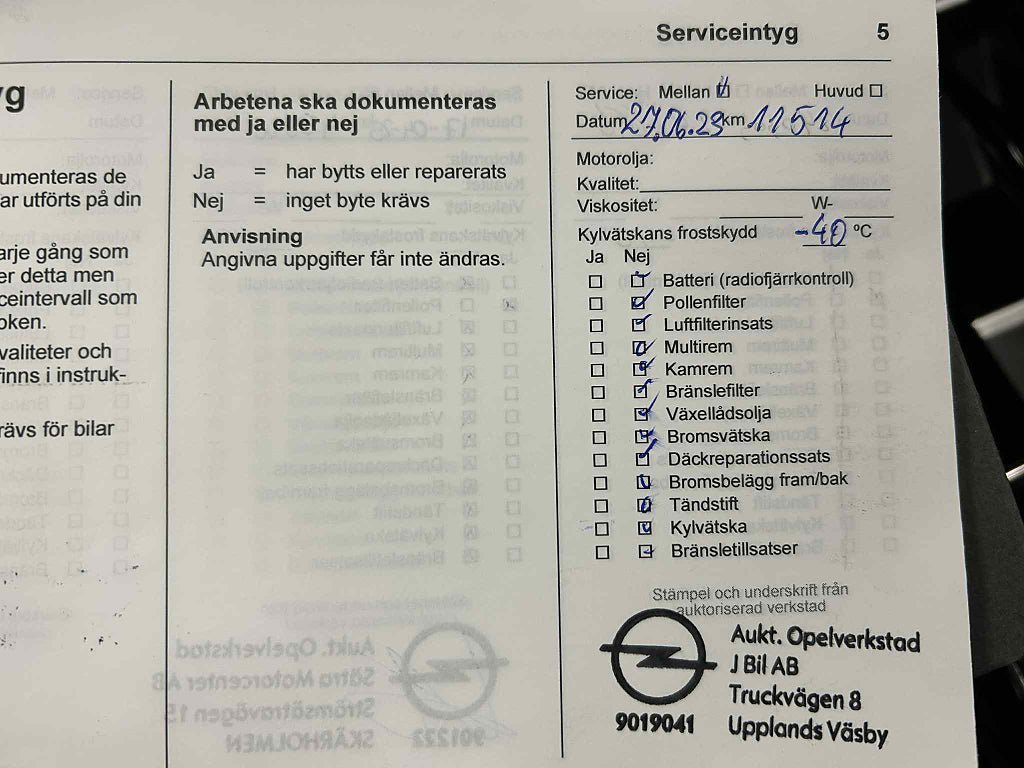 Serviceintyg 5
yg
umenteras de
ar utförts på din
arje gång som
er detta men
ceintervall som
oken.
valiteter och
finns i instruk-
rävs för bilar
Arbetena ska dokumenteras
med ja eller nej
Ja = har bytts eller reparerats
Nej = inget byte krävs
Anvisning
Angivna uppgifter får inte ändras.
Service: Mellan Huvud
Datum 27.06.23 km 11514
Motorolja:
Kvalitet:
Viskositet: W-
Kylvätskans frostskydd -40 °C
Ja Nej
Batteri (radiofjärrkontroll)
Pollenfilter
Luftfilterinsats
Multirem
Kamrem
Bränslefilter
Växellådsolja
Bromsvätska
Däckreparationssats
Bromsbelägg fram/bak
Tändstift
Kylvätska
Bränsletillsatser
Stämpel och underskrift från
auktoriserad verkstad
Aukt. Opelverkstad
J Bil AB
Truckvägen 8
9019041 Upplands Väsby